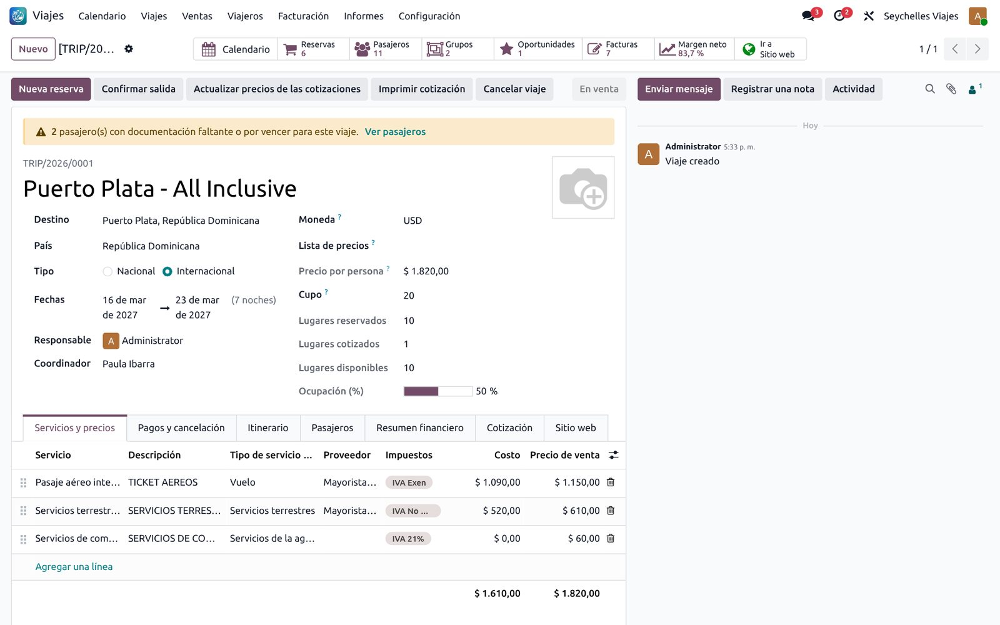 Viajes Calendario Viajes Ventas Viajeros Facturación Informes Configuración 3 2 Seychelles Viajes A
Nuevo [TRIP/20... Calendario Reservas 6 Pasajeros 11 Grupos 2 Oportunidades 1 Facturas 7 Margen neto 83,7 % Ir a Sitio web 1 / 1
Nueva reserva Confirmar salida Actualizar precios de las cotizaciones Imprimir cotización Cancelar viaje En venta Enviar mensaje Registrar una nota Actividad 1
2 pasajero(s) con documentación faltante o por vencer para este viaje. Ver pasajeros
Hoy
A Administrator 5:33 p. m.
Viaje creado
TRIP/2026/0001
Puerto Plata - All Inclusive
Destino Puerto Plata, República Dominicana
País República Dominicana
Tipo Nacional Internacional
Fechas 16 de mar de 2027 → 23 de mar de 2027 (7 noches)
Responsable A Administrator
Coordinador Paula Ibarra
Moneda ? USD
Lista de precios ?
Precio por persona ? $ 1.820,00
Cupo ? 20
Lugares reservados 10
Lugares cotizados 1
Lugares disponibles 10
Ocupación (%) 50 %
Servicios y precios Pagos y cancelación Itinerario Pasajeros Resumen financiero Cotización Sitio web
Servicio Descripción Tipo de servicio ... Proveedor Impuestos Costo Precio de venta
Pasaje aéreo inte... TICKET AEREOS Vuelo Mayorista... IVA Exen $ 1.090,00 $ 1.150,00
Servicios terrestr... SERVICIOS TERRES... Servicios terrestres Mayorista... IVA No ... $ 520,00 $ 610,00
Servicios de com... SERVICIOS DE CO... Servicios de la ag... IVA 21% $ 0,00 $ 60,00
Agregar una línea
$ 1.610,00 $ 1.820,00